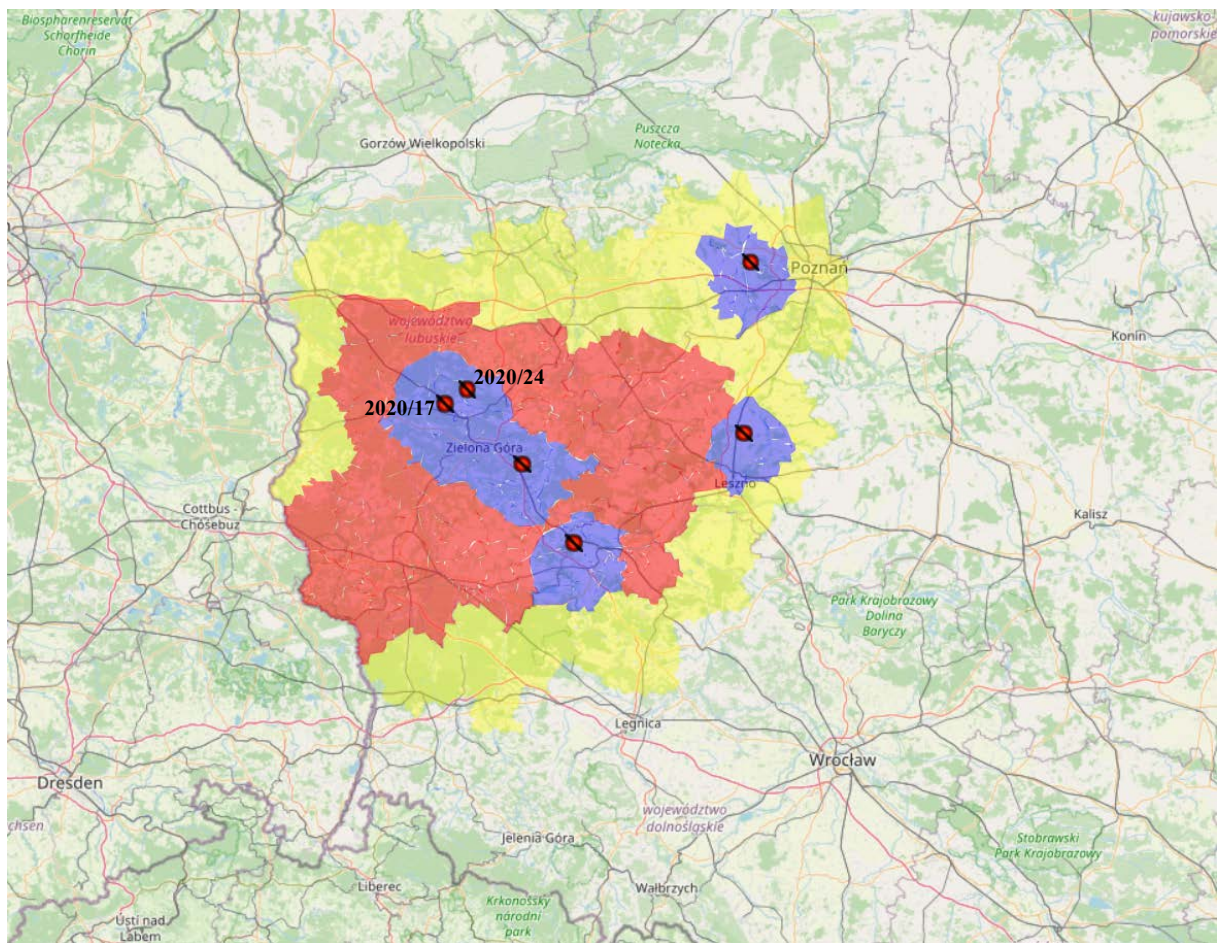 Biosphärenreservat
Schorfheide
Chorin
kujawsko-
pomorskie
Gorzów Wielkopolski
Puszcza
Notecka
Poznań
województwo
lubuskie
Konin
2020/24
2020/17
Zielona Góra
Leszno
Cottbus -
Chóśebuz
Kalisz
Park Krajobrazowy
Dolina
Baryczy
Legnica
Wrocław
Dresden
chsen
województwo
dolnośląskie
Jelenia Góra
Stobrawski
Park Krajobrazowy
Liberec
Wałbrzych
Krkonošský
národní
park
Ústí nad
Labem